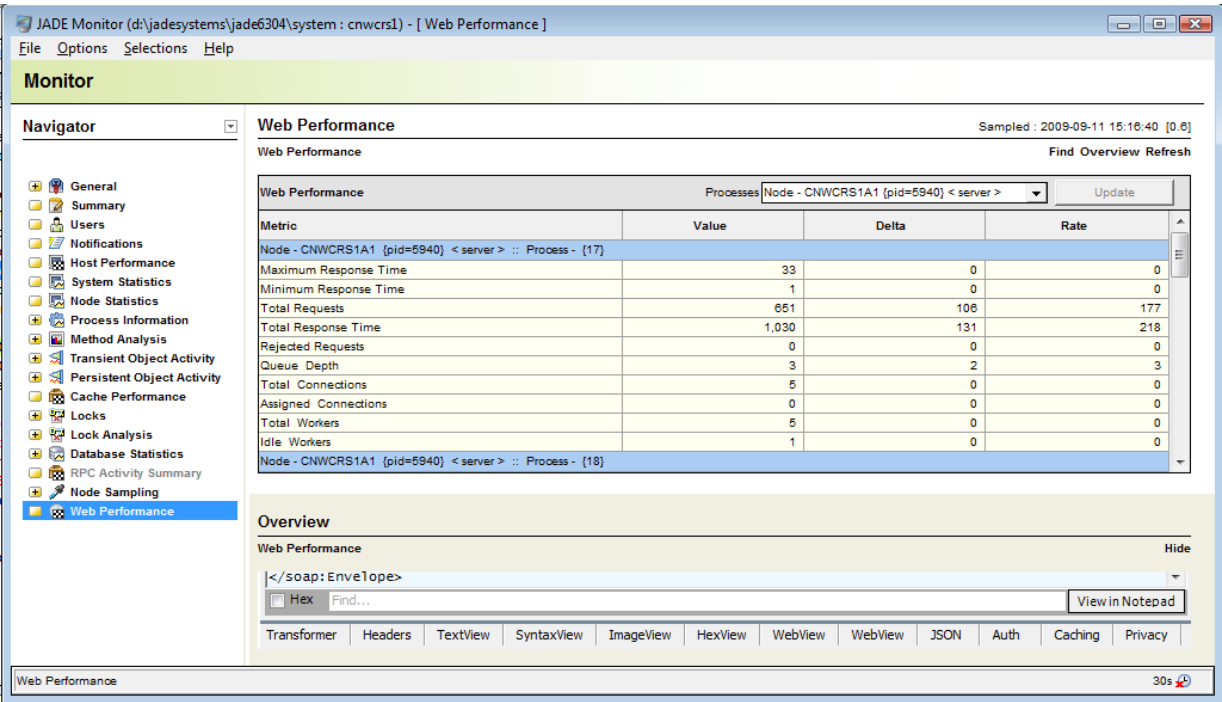 JADE Monitor (d:\jadesystems\jade6304\system : cnwcrs1) - [ Web Performance ]
File Options Selections Help
Monitor
Navigator
General
Summary
Users
Notifications
Host Performance
System Statistics
Node Statistics
Process Information
Method Analysis
Transient Object Activity
Persistent Object Activity
Cache Performance
Locks
Lock Analysis
Database Statistics
RPC Activity Summary
Node Sampling
Web Performance
Web Performance Sampled : 2009-09-11 15:16:40 [0.6]
Web Performance Find Overview Refresh
Web Performance Processes Node - CNWCRS1A1 {pid=5940} < server > Update
Metric Value Delta Rate
Node - CNWCRS1A1 {pid=5940} < server > :: Process - {17}
Maximum Response Time 33 0 0
Minimum Response Time 1 0 0
Total Requests 651 106 177
Total Response Time 1,030 131 218
Rejected Requests 0 0 0
Queue Depth 3 2 3
Total Connections 5 0 0
Assigned Connections 0 0 0
Total Workers 5 0 0
Idle Workers 1 0 0
Node - CNWCRS1A1 {pid=5940} < server > :: Process - {18}
Overview
Web Performance Hide
</soap:Envelope>
Hex Find... View in Notepad
Transformer Headers TextView SyntaxView ImageView HexView WebView WebView JSON Auth Caching Privacy
Web Performance 30s